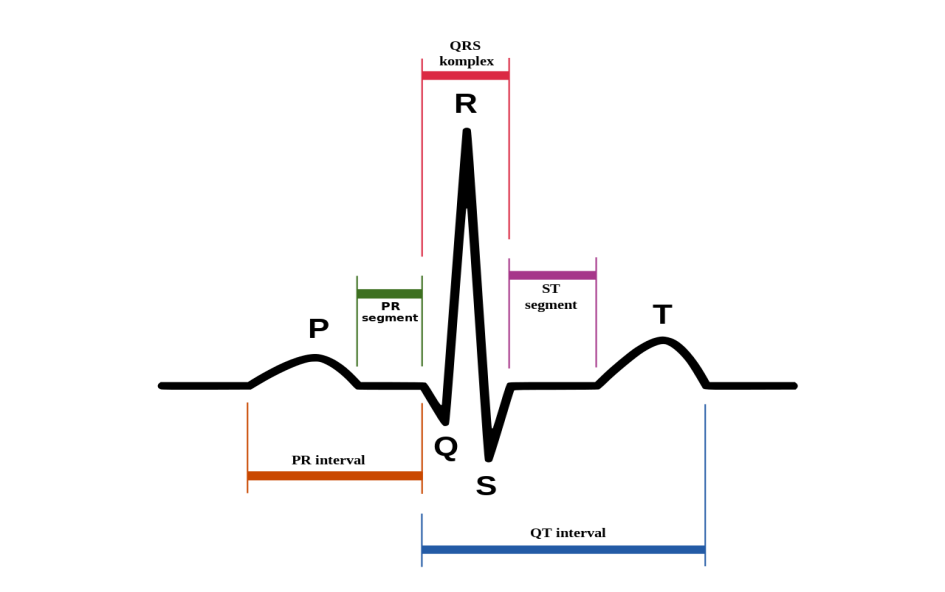 QRS
komplex
R
PR
segment
ST
segment
P
T
Q
PR interval
S
QT interval